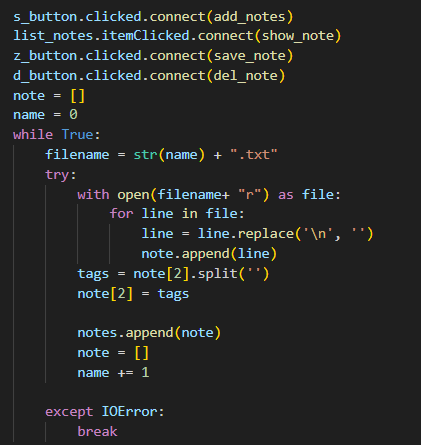 s_button.clicked.connect(add_notes)
list_notes.itemClicked.connect(show_note)
z_button.clicked.connect(save_note)
d_button.clicked.connect(del_note)
note = []
name = 0
while True:
    filename = str(name) + ".txt"
    try:
        with open(filename+ "r") as file:
            for line in file:
                line = line.replace('\n', '')
                note.append(line)
        tags = note[2].split('')
        note[2] = tags

        notes.append(note)
        note = []
        name += 1

    except IOError:
        break